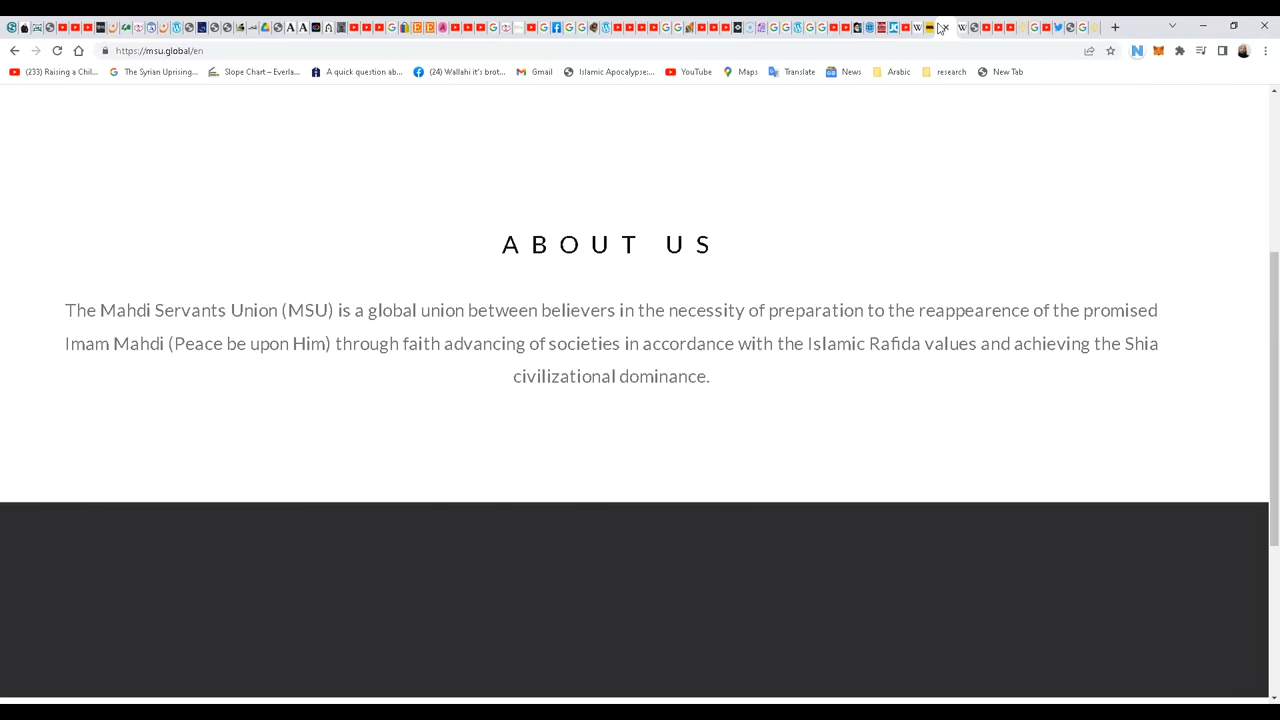 https://msu.global/en
(233) Raising a Chil...
The Syrian Uprising...
Slope Chart – Everla...
A quick question ab...
(24) Wallahi it's brot...
Gmail
Islamic Apocalypse:...
YouTube
Maps
Translate
News
Arabic
research
New Tab
ABOUT US
The Mahdi Servants Union (MSU) is a global union between believers in the necessity of preparation to the reappearence of the promised
Imam Mahdi (Peace be upon Him) through faith advancing of societies in accordance with the Islamic Rafida values and achieving the Shia
civilizational dominance.